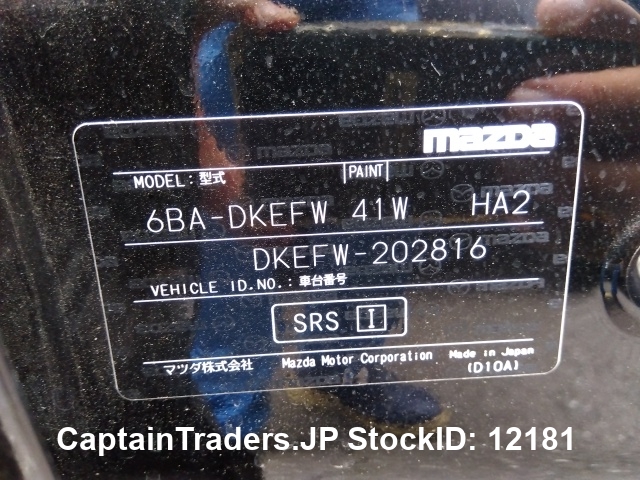 mazda
MODEL：型式 PAINT
6BA-DKEFW 41W HA2
DKEFW-202816
VEHICLE ID.NO.：車台番号
SRS I
マツダ株式会社 Mazda Motor Corporation Made in Japan
(D10A)
CaptainTraders.JP StockID: 12181